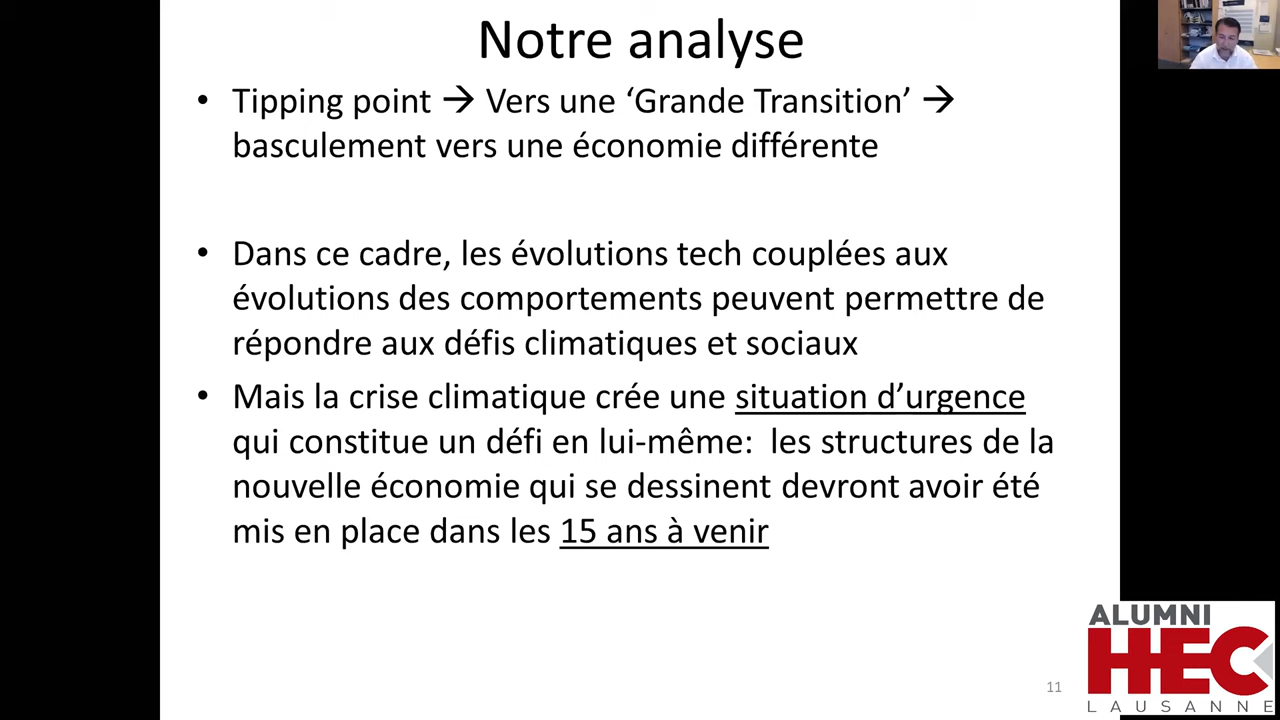 Notre analyse
• Tipping point → Vers une ‘Grande Transition’ →
basculement vers une économie différente
• Dans ce cadre, les évolutions tech couplées aux
évolutions des comportements peuvent permettre de
répondre aux défis climatiques et sociaux
• Mais la crise climatique crée une situation d’urgence
qui constitue un défi en lui-même: les structures de la
nouvelle économie qui se dessinent devront avoir été
mis en place dans les 15 ans à venir
11
ALUMNI
HEC
LAUSANNE